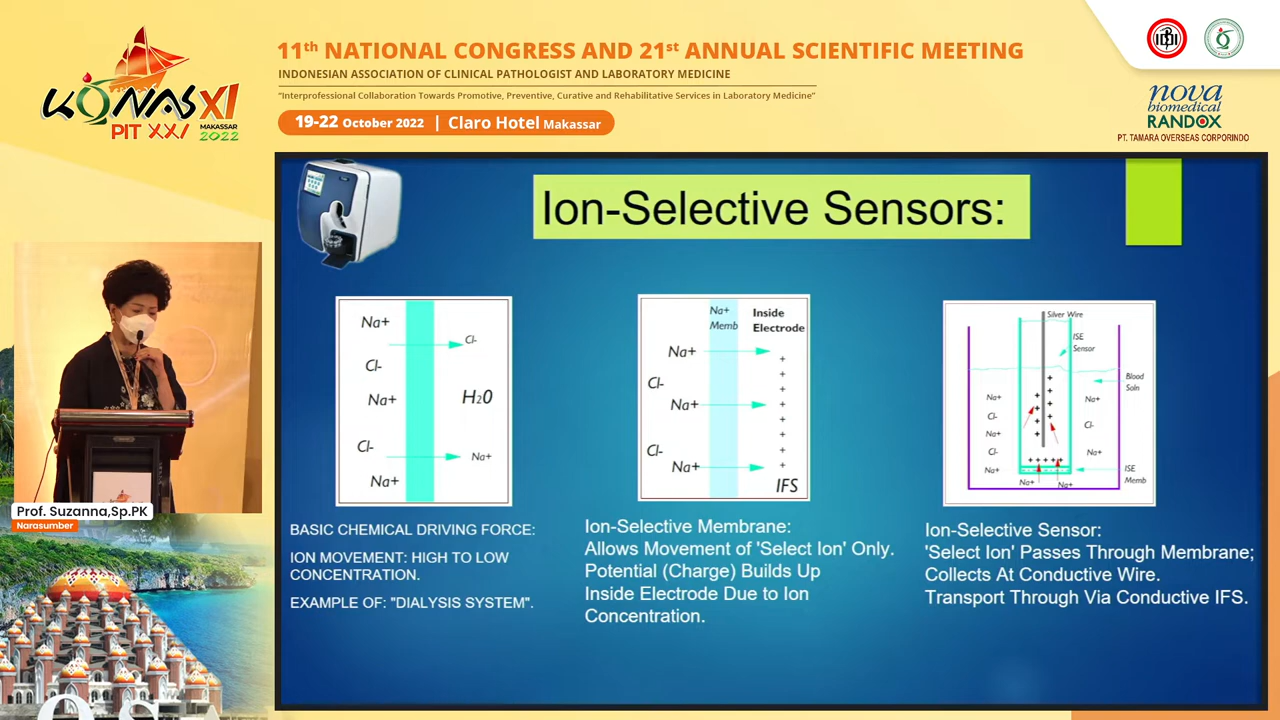 11th NATIONAL CONGRESS AND 21st ANNUAL SCIENTIFIC MEETING
INDONESIAN ASSOCIATION OF CLINICAL PATHOLOGIST AND LABORATORY MEDICINE
"Interprofessional Collaboration Towards Promotive, Preventive, Curative and Rehabilitative Services in Laboratory Medicine"
19-22 October 2022 | Claro Hotel Makassar
KONAS XI
PIT XXI MAKASSAR
2022
nova
biomedical
RANDOX
PT. TAMARA OVERSEAS CORPORINDO
Ion-Selective Sensors:
Na+
Cl-
Cl-
Na+
H20
Cl-
Na+
Na+
BASIC CHEMICAL DRIVING FORCE:
ION MOVEMENT: HIGH TO LOW
CONCENTRATION.
EXAMPLE OF: "DIALYSIS SYSTEM".
Na+
Memb
Inside
Electrode
Na+
+
+
Cl-
+
Na+
+
+
+
Cl-
+
Na+
+
IFS
Ion-Selective Membrane:
Allows Movement of 'Select Ion' Only.
Potential (Charge) Builds Up
Inside Electrode Due to Ion
Concentration.
Silver Wire
ISE
Sensor
Blood
Soln
Na+
Na+
Cl-
Cl-
Na+
Cl-
Na+
Na+
ISE
Memb
Na+
Na+
Ion-Selective Sensor:
'Select Ion' Passes Through Membrane;
Collects At Conductive Wire.
Transport Through Via Conductive IFS.
Prof. Suzanna,Sp.PK
Narasumber